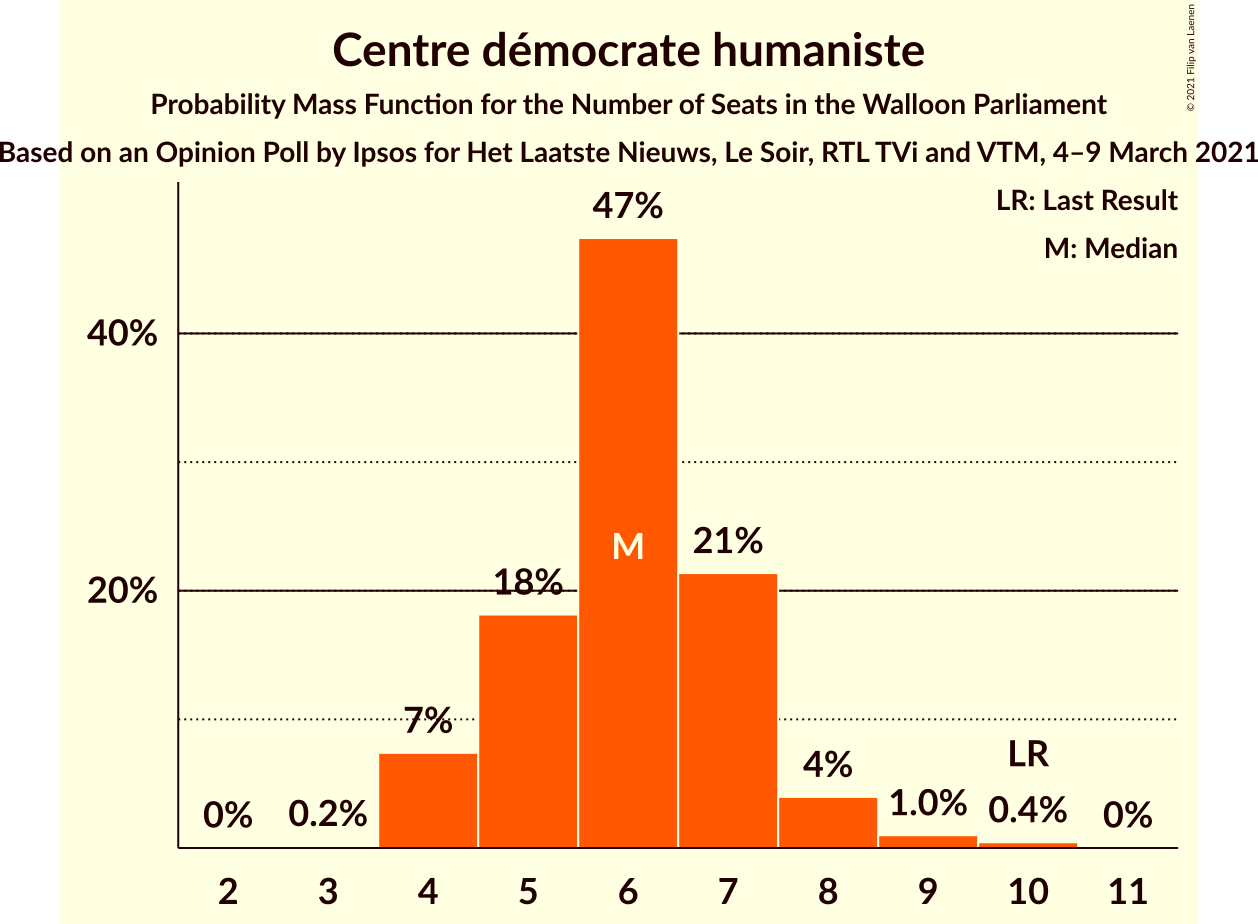 Centre démocrate humaniste
Probability Mass Function for the Number of Seats in the Walloon Parliament
Based on an Opinion Poll by Ipsos for Het Laatste Nieuws, Le Soir, RTL TVi and VTM, 4–9 March 2021
© 2021 Filip van Laenen
LR: Last Result
M: Median
47%
40%
21%
M
18%
20%
7%
LR
4%
1.0%
0.4%
0%
0.2%
0%
2 3 4 5 6 7 8 9 10 11